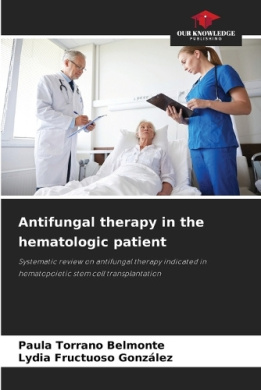 OUR KNOWLEDGE
PUBLISHING
Antifungal therapy in the
hematologic patient
Systematic review on antifungal therapy indicated in
hematopoietic stem cell transplantation
Paula Torrano Belmonte
Lydia Fructuoso González